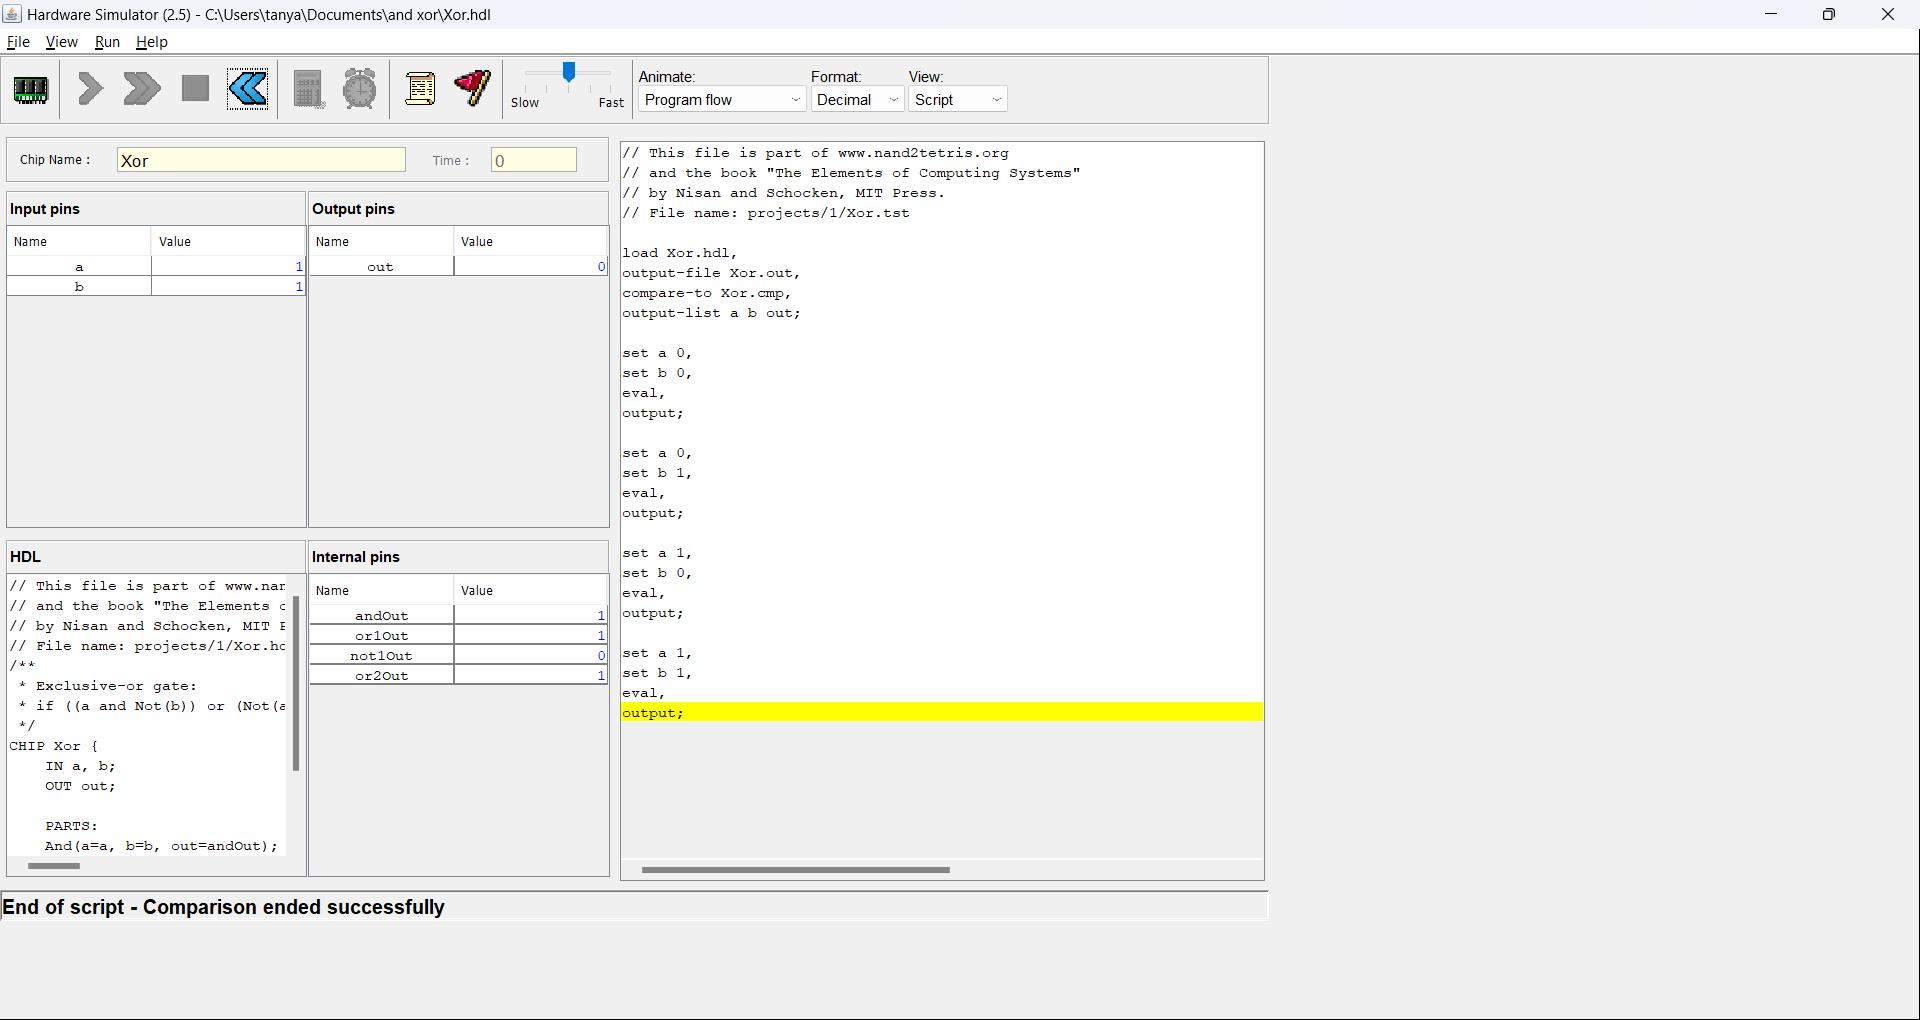 Hardware Simulator (2.5) - C:\Users\tanya\Documents\and xor\Xor.hdl
File View Run Help
Slow Fast
Animate: Format: View:
Program flow Decimal Script
Chip Name : Xor Time : 0
Input pins
Name Value
a 1
b 1
Output pins
Name Value
out 0
HDL
// This file is part of www.nan
// and the book "The Elements
// by Nisan and Schocken, MIT
// File name: projects/1/Xor.hd
/**
* Exclusive-or gate:
* if ((a and Not(b)) or (Not(a
*/
CHIP Xor {
IN a, b;
OUT out;
PARTS:
And(a=a, b=b, out=andOut);
Internal pins
Name Value
andOut 1
or1Out 1
not1Out 0
or2Out 1
// This file is part of www.nand2tetris.org
// and the book "The Elements of Computing Systems"
// by Nisan and Schocken, MIT Press.
// File name: projects/1/Xor.tst
load Xor.hdl,
output-file Xor.out,
compare-to Xor.cmp,
output-list a b out;
set a 0,
set b 0,
eval,
output;
set a 0,
set b 1,
eval,
output;
set a 1,
set b 0,
eval,
output;
set a 1,
set b 1,
eval,
output;
End of script - Comparison ended successfully